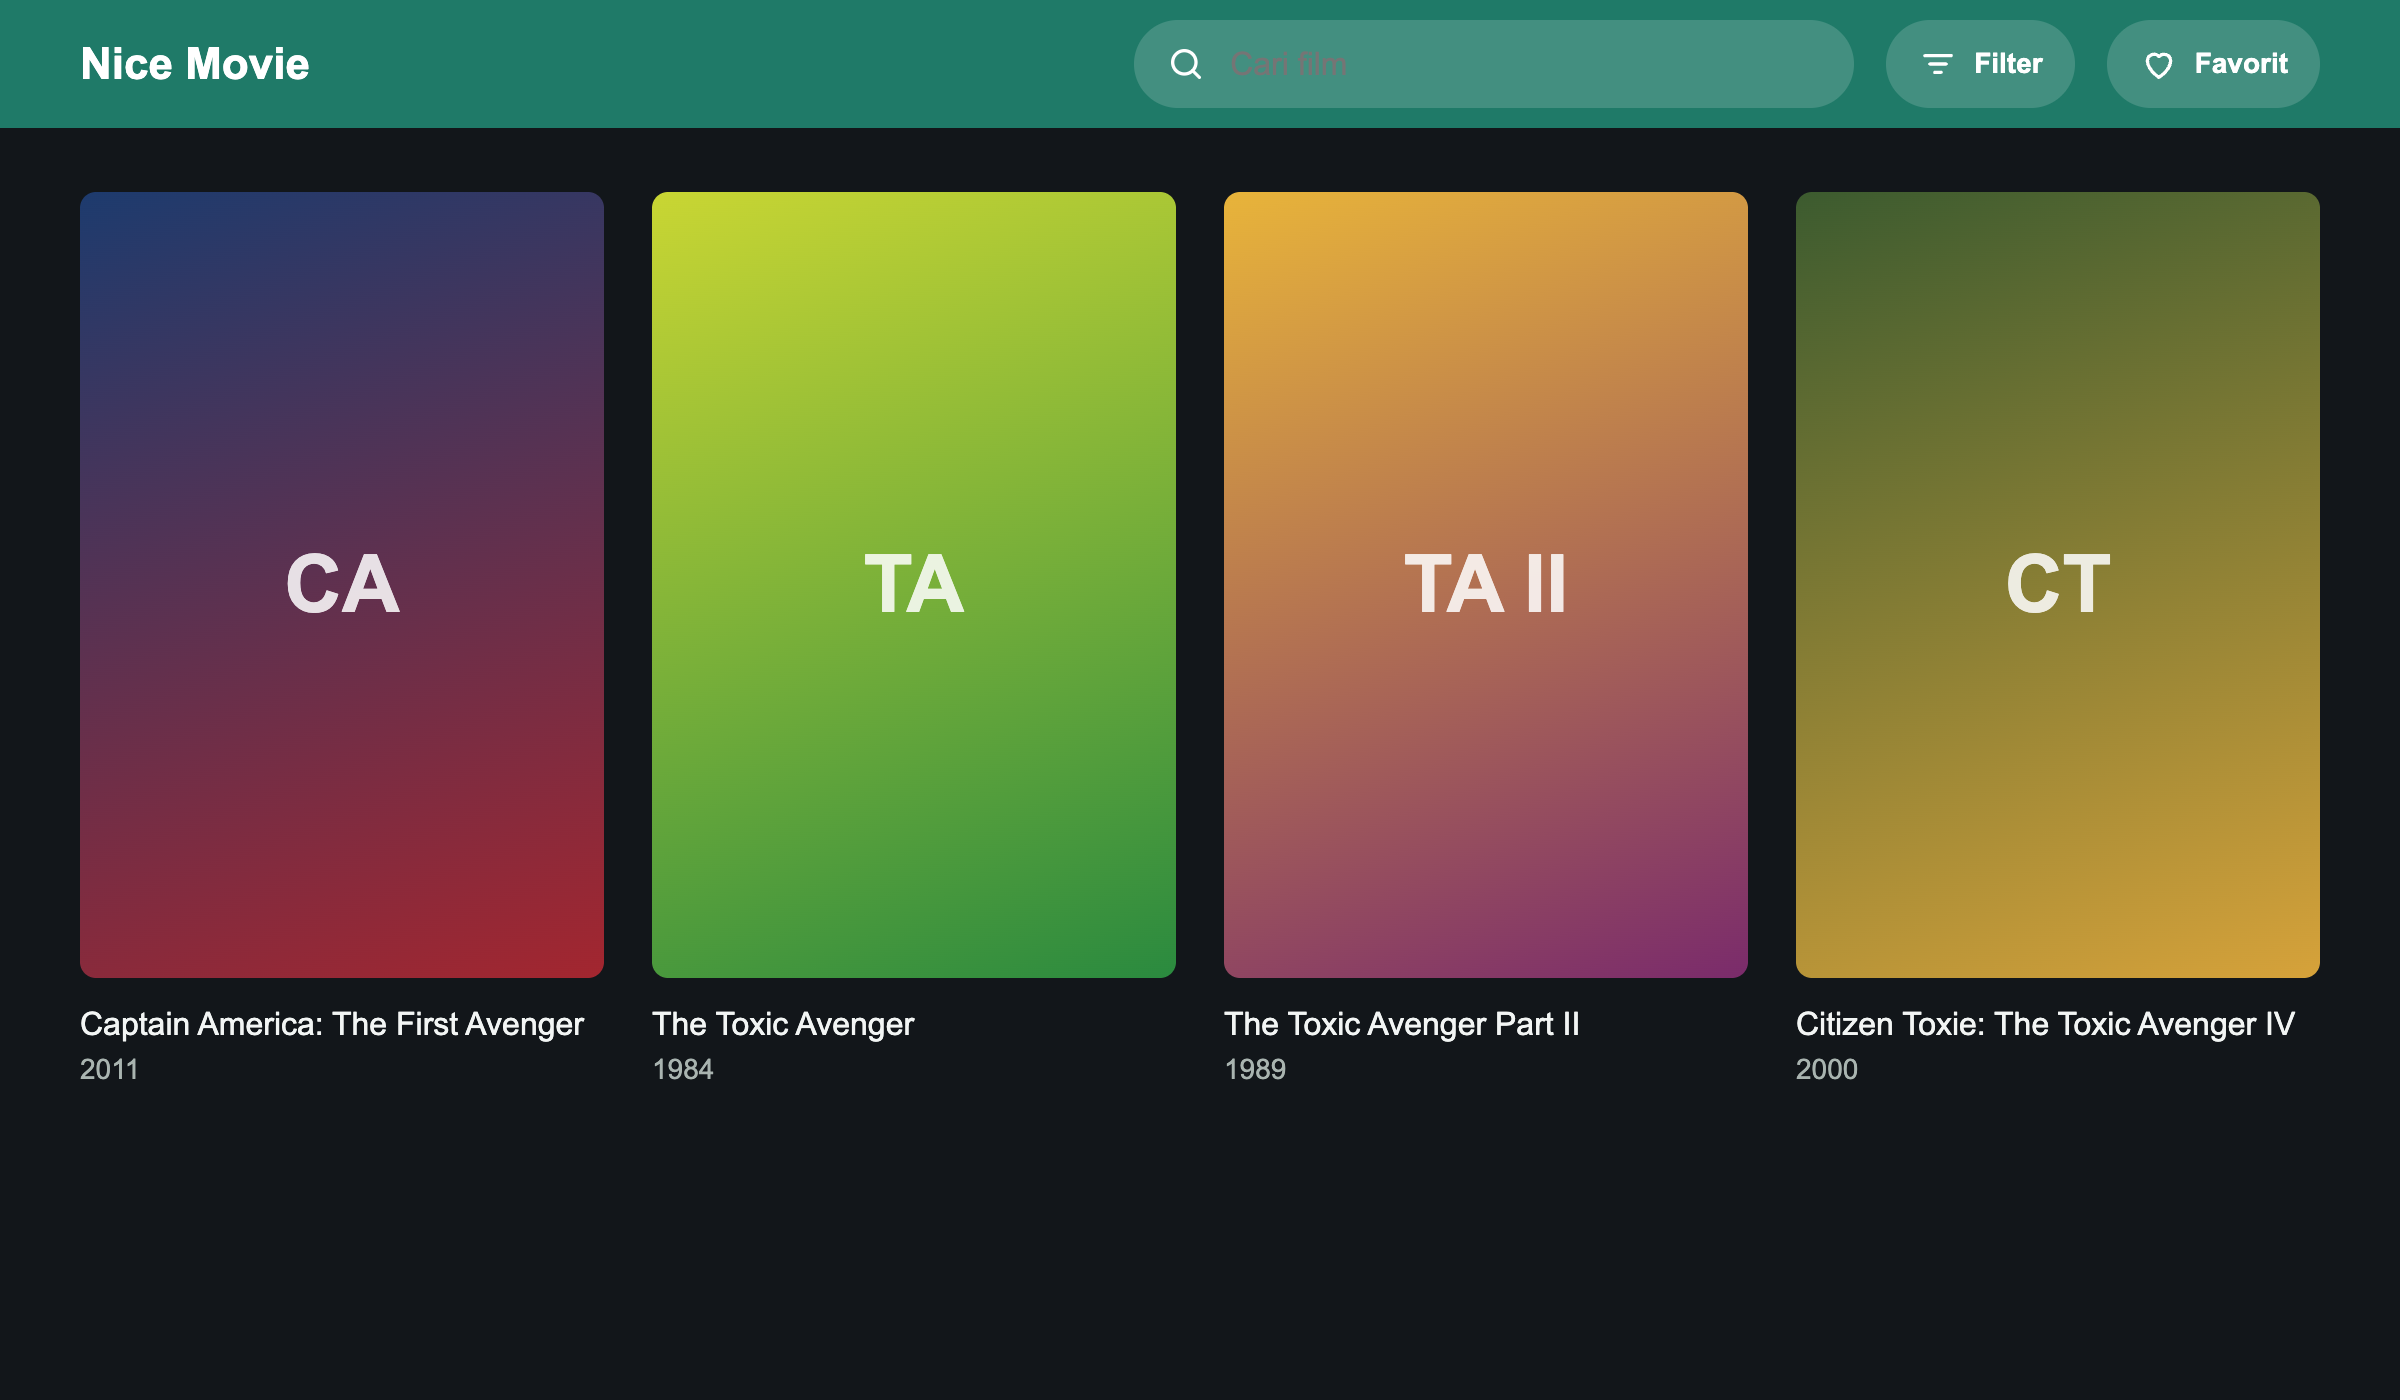 Nice Movie
Cari film
Filter
Favorit
CA
TA
TA II
CT
Captain America: The First Avenger
2011
The Toxic Avenger
1984
The Toxic Avenger Part II
1989
Citizen Toxie: The Toxic Avenger IV
2000